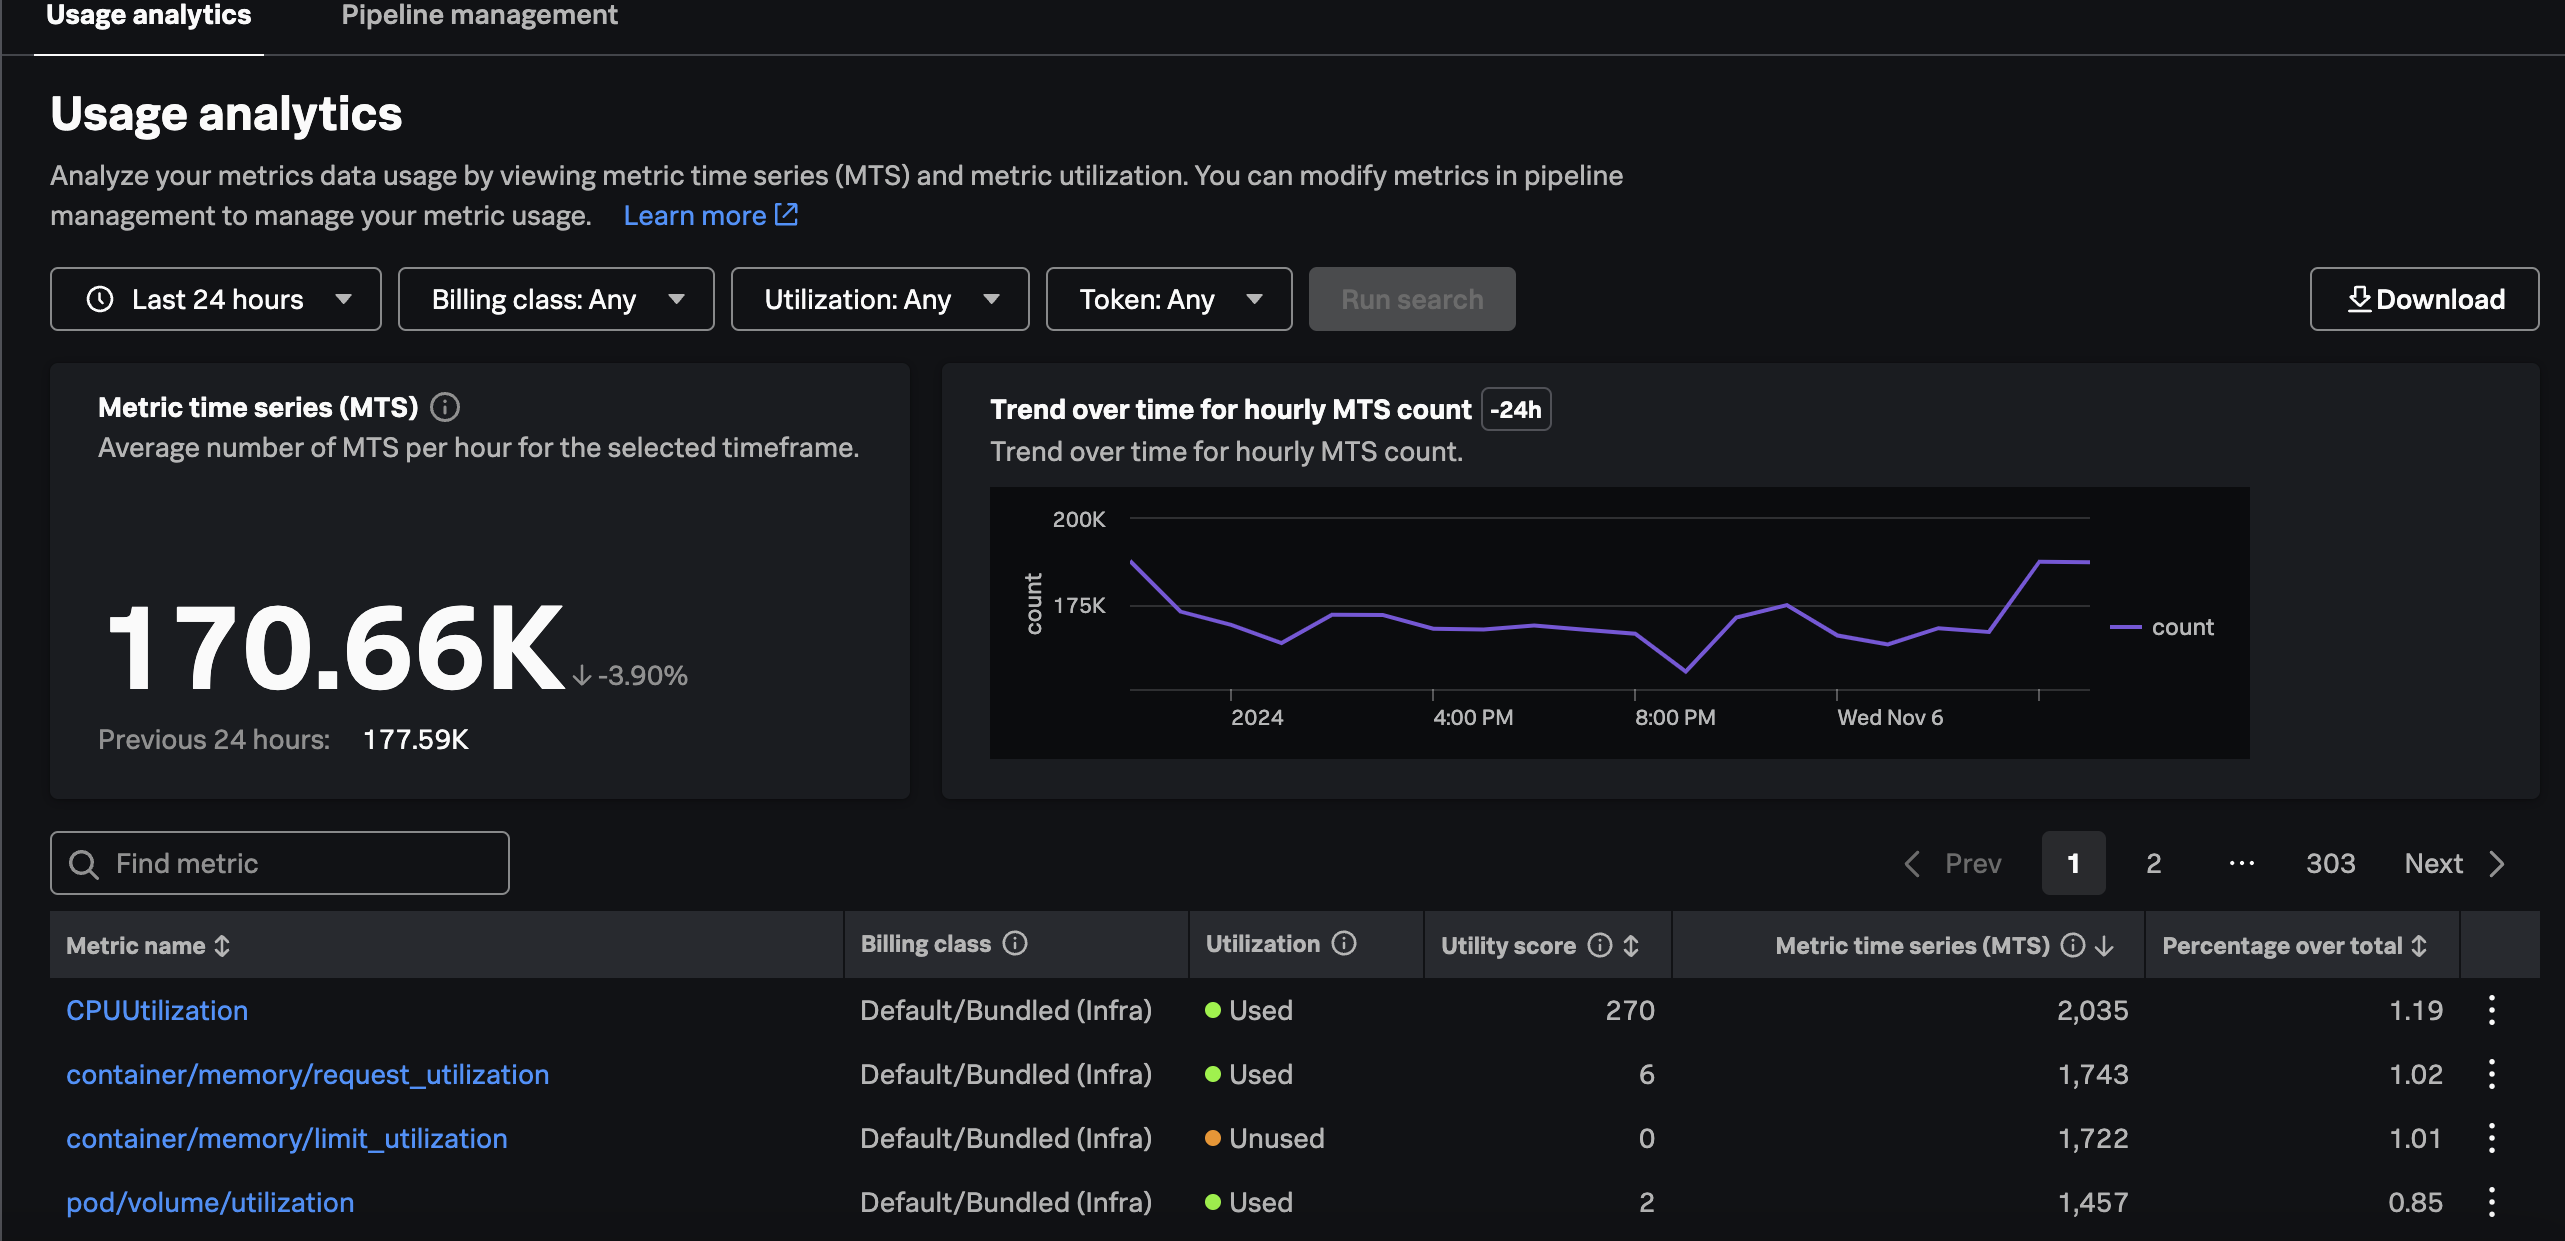 Usage analytics
Pipeline management
Usage analytics
Analyze your metrics data usage by viewing metric time series (MTS) and metric utilization. You can modify metrics in pipeline
management to manage your metric usage. Learn more
Last 24 hours
Billing class: Any
Utilization: Any
Token: Any
Run search
Download
Metric time series (MTS)
Average number of MTS per hour for the selected timeframe.
170.66K
-3.90%
Previous 24 hours: 177.59K
Trend over time for hourly MTS count -24h
Trend over time for hourly MTS count.
200K
175K
count
2024
4:00 PM
8:00 PM
Wed Nov 6
count
Find metric
Prev 1 2 ... 303 Next
Metric name Billing class Utilization Utility score Metric time series (MTS) Percentage over total
CPUUtilization Default/Bundled (Infra) Used 270 2,035 1.19
container/memory/request_utilization Default/Bundled (Infra) Used 6 1,743 1.02
container/memory/limit_utilization Default/Bundled (Infra) Unused 0 1,722 1.01
pod/volume/utilization Default/Bundled (Infra) Used 2 1,457 0.85